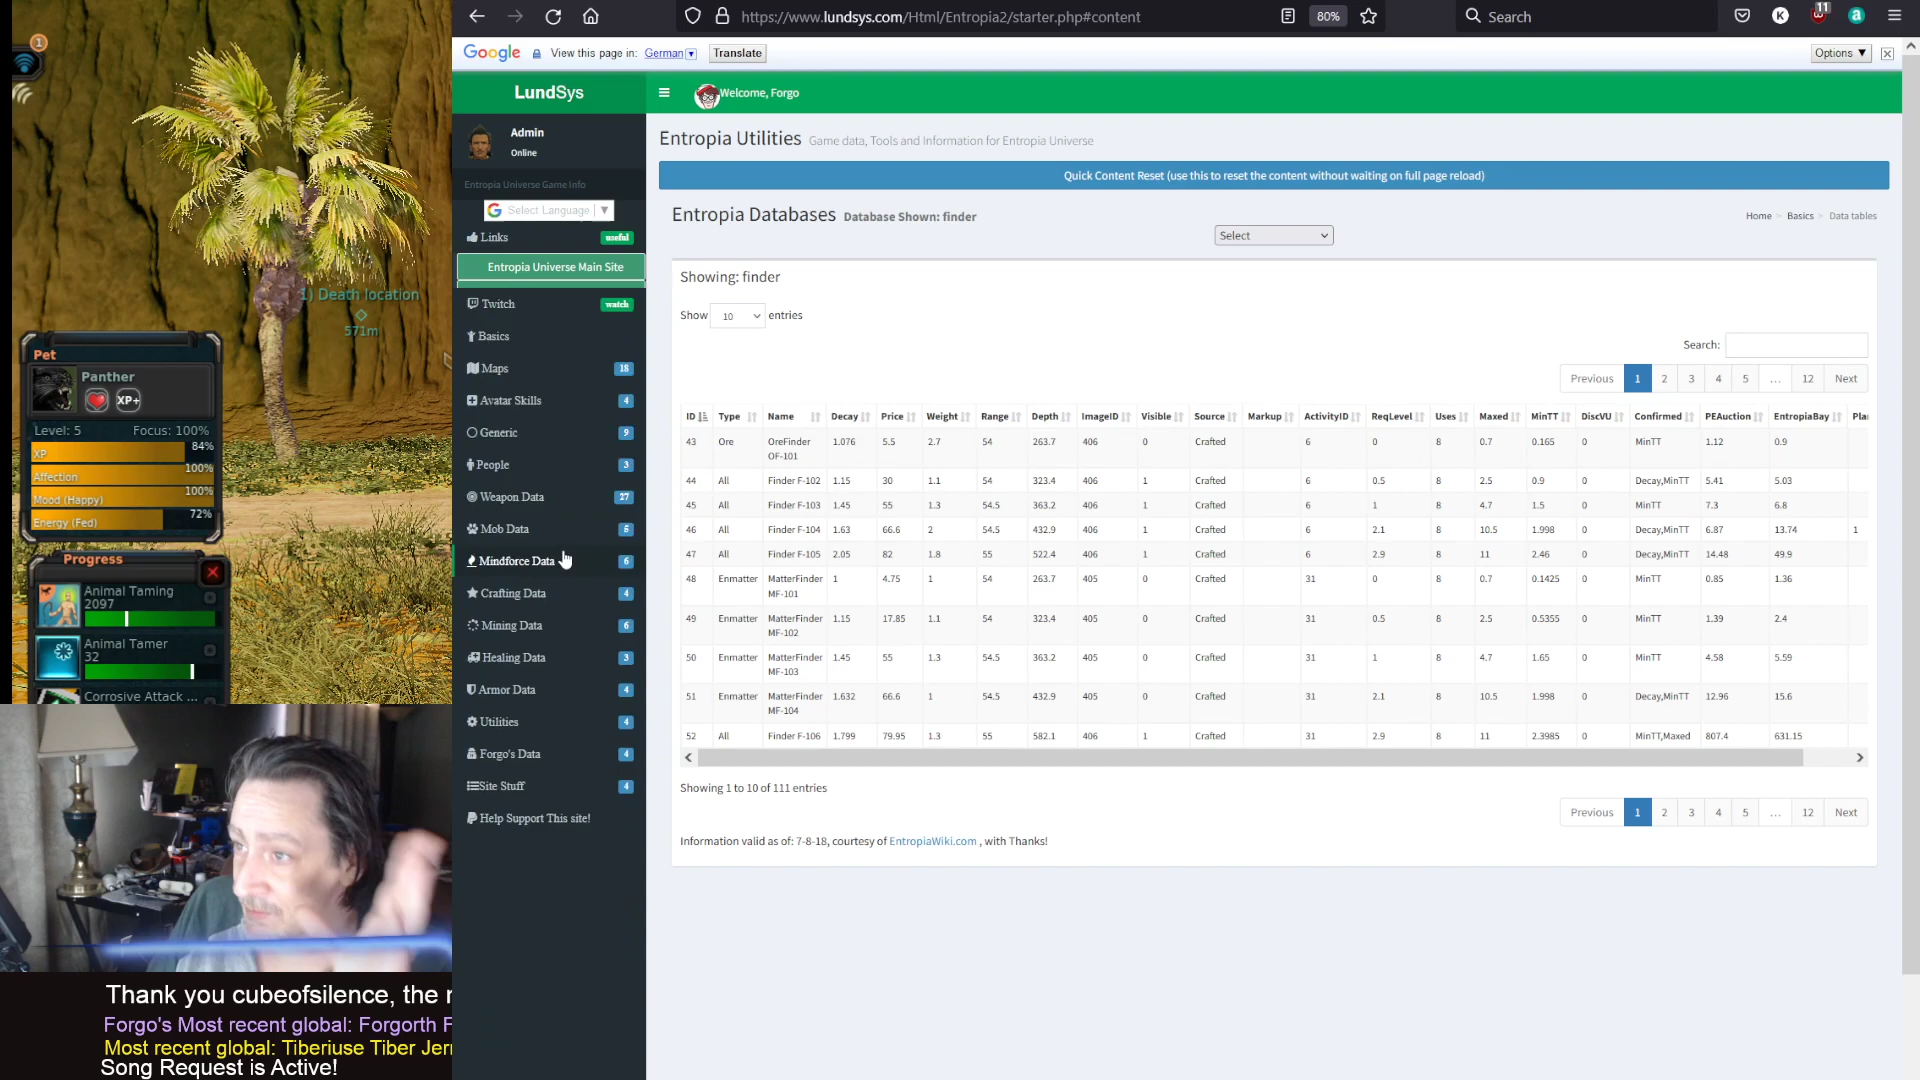 https://www.lundsys.com/Html/Entropia2/starter.php#content
80%
Search
11
Google View this page in: German Translate
Options ▼
LundSys
Welcome, Forgo
Admin
Online
Entropia Universe Game Info
Select Language ▼
Links useful
Entropia Universe Main Site
Twitch watch
Basics
Maps 18
Avatar Skills 4
Generic 9
People 3
Weapon Data 27
Mob Data 5
Mindforce Data 6
Crafting Data 4
Mining Data 6
Healing Data 3
Armor Data 4
Utilities 4
Forgo's Data 4
Site Stuff 4
Help Support This site!
Entropia Utilities Game data, Tools and Information for Entropia Universe
Quick Content Reset (use this to reset the content without waiting on full page reload)
Entropia Databases Database Shown: finder
Home > Basics > Data tables
Select
Showing: finder
Show 10 entries
Search:
Previous 1 2 3 4 5 ... 12 Next
ID Type Name Decay Price Weight Range Depth ImageID Visible Source Markup ActivityID ReqLevel Uses Maxed MinTT DiscVU Confirmed PEAuction EntropiaBay Pla
43 Ore OreFinder OF-101 1.076 5.5 2.7 54 263.7 406 0 Crafted 6 0 8 0.7 0.165 0 MinTT 1.12 0.9
44 All Finder F-102 1.15 30 1.1 54 323.4 406 1 Crafted 6 0.5 8 2.5 0.9 0 Decay,MinTT 5.41 5.03
45 All Finder F-103 1.45 55 1.3 54.5 363.2 406 1 Crafted 6 1 8 4.7 1.5 0 MinTT 7.3 6.8
46 All Finder F-104 1.63 66.6 2 54.5 432.9 406 1 Crafted 6 2.1 8 10.5 1.998 0 Decay,MinTT 6.87 13.74 1
47 All Finder F-105 2.05 82 1.8 55 522.4 406 1 Crafted 6 2.9 8 11 2.46 0 Decay,MinTT 14.48 49.9
48 Enmatter MatterFinder MF-101 1 4.75 1 54 263.7 405 0 Crafted 31 0 8 0.7 0.1425 0 MinTT 0.85 1.36
49 Enmatter MatterFinder MF-102 1.15 17.85 1.1 54 323.4 405 0 Crafted 31 0.5 8 2.5 0.5355 0 MinTT 1.39 2.4
50 Enmatter MatterFinder MF-103 1.45 55 1.3 54.5 363.2 405 0 Crafted 31 1 8 4.7 1.65 0 MinTT 4.58 5.59
51 Enmatter MatterFinder MF-104 1.632 66.6 1 54.5 432.9 405 0 Crafted 31 2.1 8 10.5 1.998 0 Decay,MinTT 12.96 15.6
52 All Finder F-106 1.799 79.95 1.3 55 582.1 406 1 Crafted 31 2.9 8 11 2.3985 0 MinTT,Maxed 807.4 631.15
Showing 1 to 10 of 111 entries
Previous 1 2 3 4 5 ... 12 Next
Information valid as of: 7-8-18, courtesy of EntropiaWiki.com , with Thanks!
1
1) Death location
571m
Pet
Panther
XP+
Level: 5 Focus: 100%
XP 84%
Affection 100%
Mood (Happy) 100%
Energy (Fed) 72%
Progress
Animal Taming
2097
Animal Tamer
32
Corrosive Attack ...
Thank you cubeofsilence, the
Forgo's Most recent global: Forgorth F
Most recent global: Tiberiuse Tiber Jer
Song Request is Active!